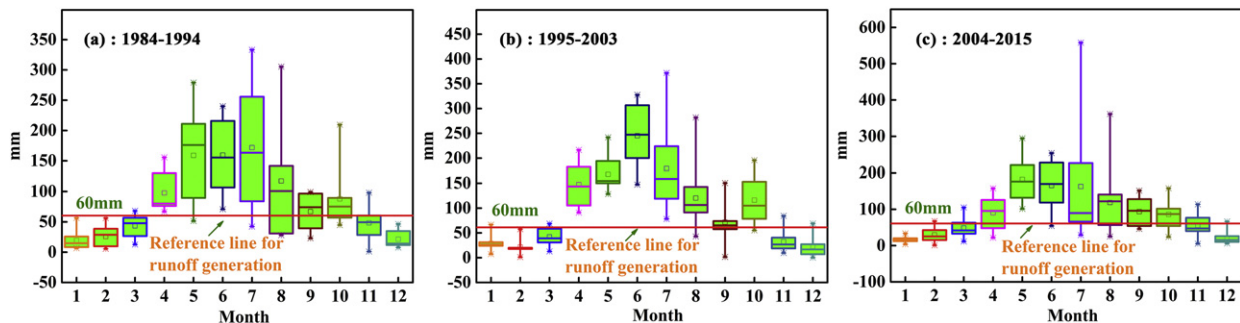 (a) : 1984-1994
350
300
250
200
150
100
50
0
-50
mm
60mm
Reference line for
runoff generation
1 2 3 4 5 6 7 8 9 10 11 12
Month
(b) : 1995-2003
450
400
350
300
250
200
150
100
50
0
-50
mm
60mm
Reference line for
runoff generation
1 2 3 4 5 6 7 8 9 10 11 12
Month
(c) : 2004-2015
600
500
400
300
200
100
0
-100
mm
60mm
Reference line for
runoff generation
1 2 3 4 5 6 7 8 9 10 11 12
Month